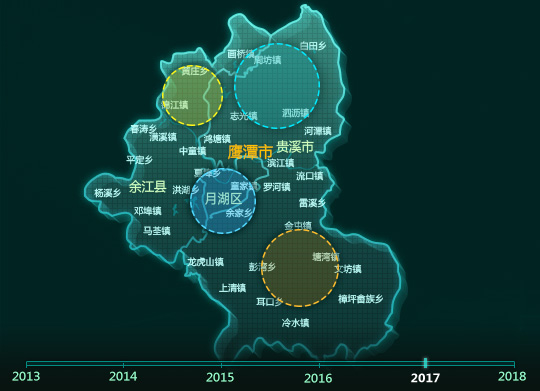 白田乡
画桥镇
周坊镇
黄庄乡
锦江镇
泗沥镇
志光镇
河潭镇
春涛乡
潢溪镇
鸿塘镇
中童镇
鹰潭市
贵溪市
平定乡
滨江镇
流口镇
余江县
杨溪乡
洪湖乡
童家镇
罗河镇
月湖区
雷溪乡
邓埠镇
余家乡
马荃镇
金屯镇
龙虎山镇
彭湾乡
塘湾镇
文坊镇
上清镇
耳口乡
樟坪畲族乡
冷水镇
2013
2014
2015
2016
2017
2018